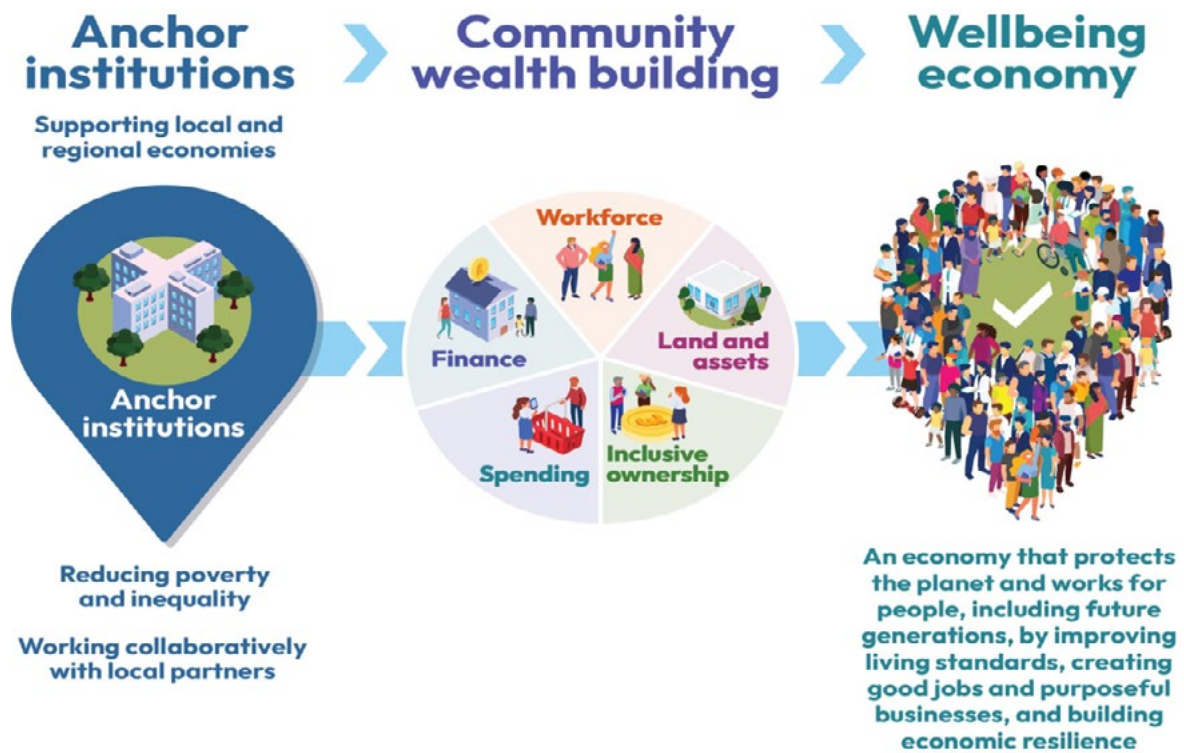 Anchor
institutions
Supporting local and
regional economies
Anchor
institutions
Reducing poverty
and inequality
Working collaboratively
with local partners
Community
wealth building
Workforce
Finance
Land and
assets
Spending
Inclusive
ownership
Wellbeing
economy
An economy that protects
the planet and works for
people, including future
generations, by improving
living standards, creating
good jobs and purposeful
businesses, and building
economic resilience